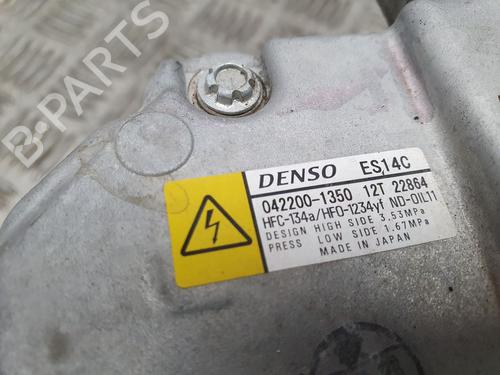 B-PARTS
DENSO ES14C
042200-1350 12T 22864
HFC-134a/HFO-1234yf ND-OIL11
DESIGN HIGH SIDE 3.53MPa
PRESS LOW SIDE 1.67MPa
MADE IN JAPAN